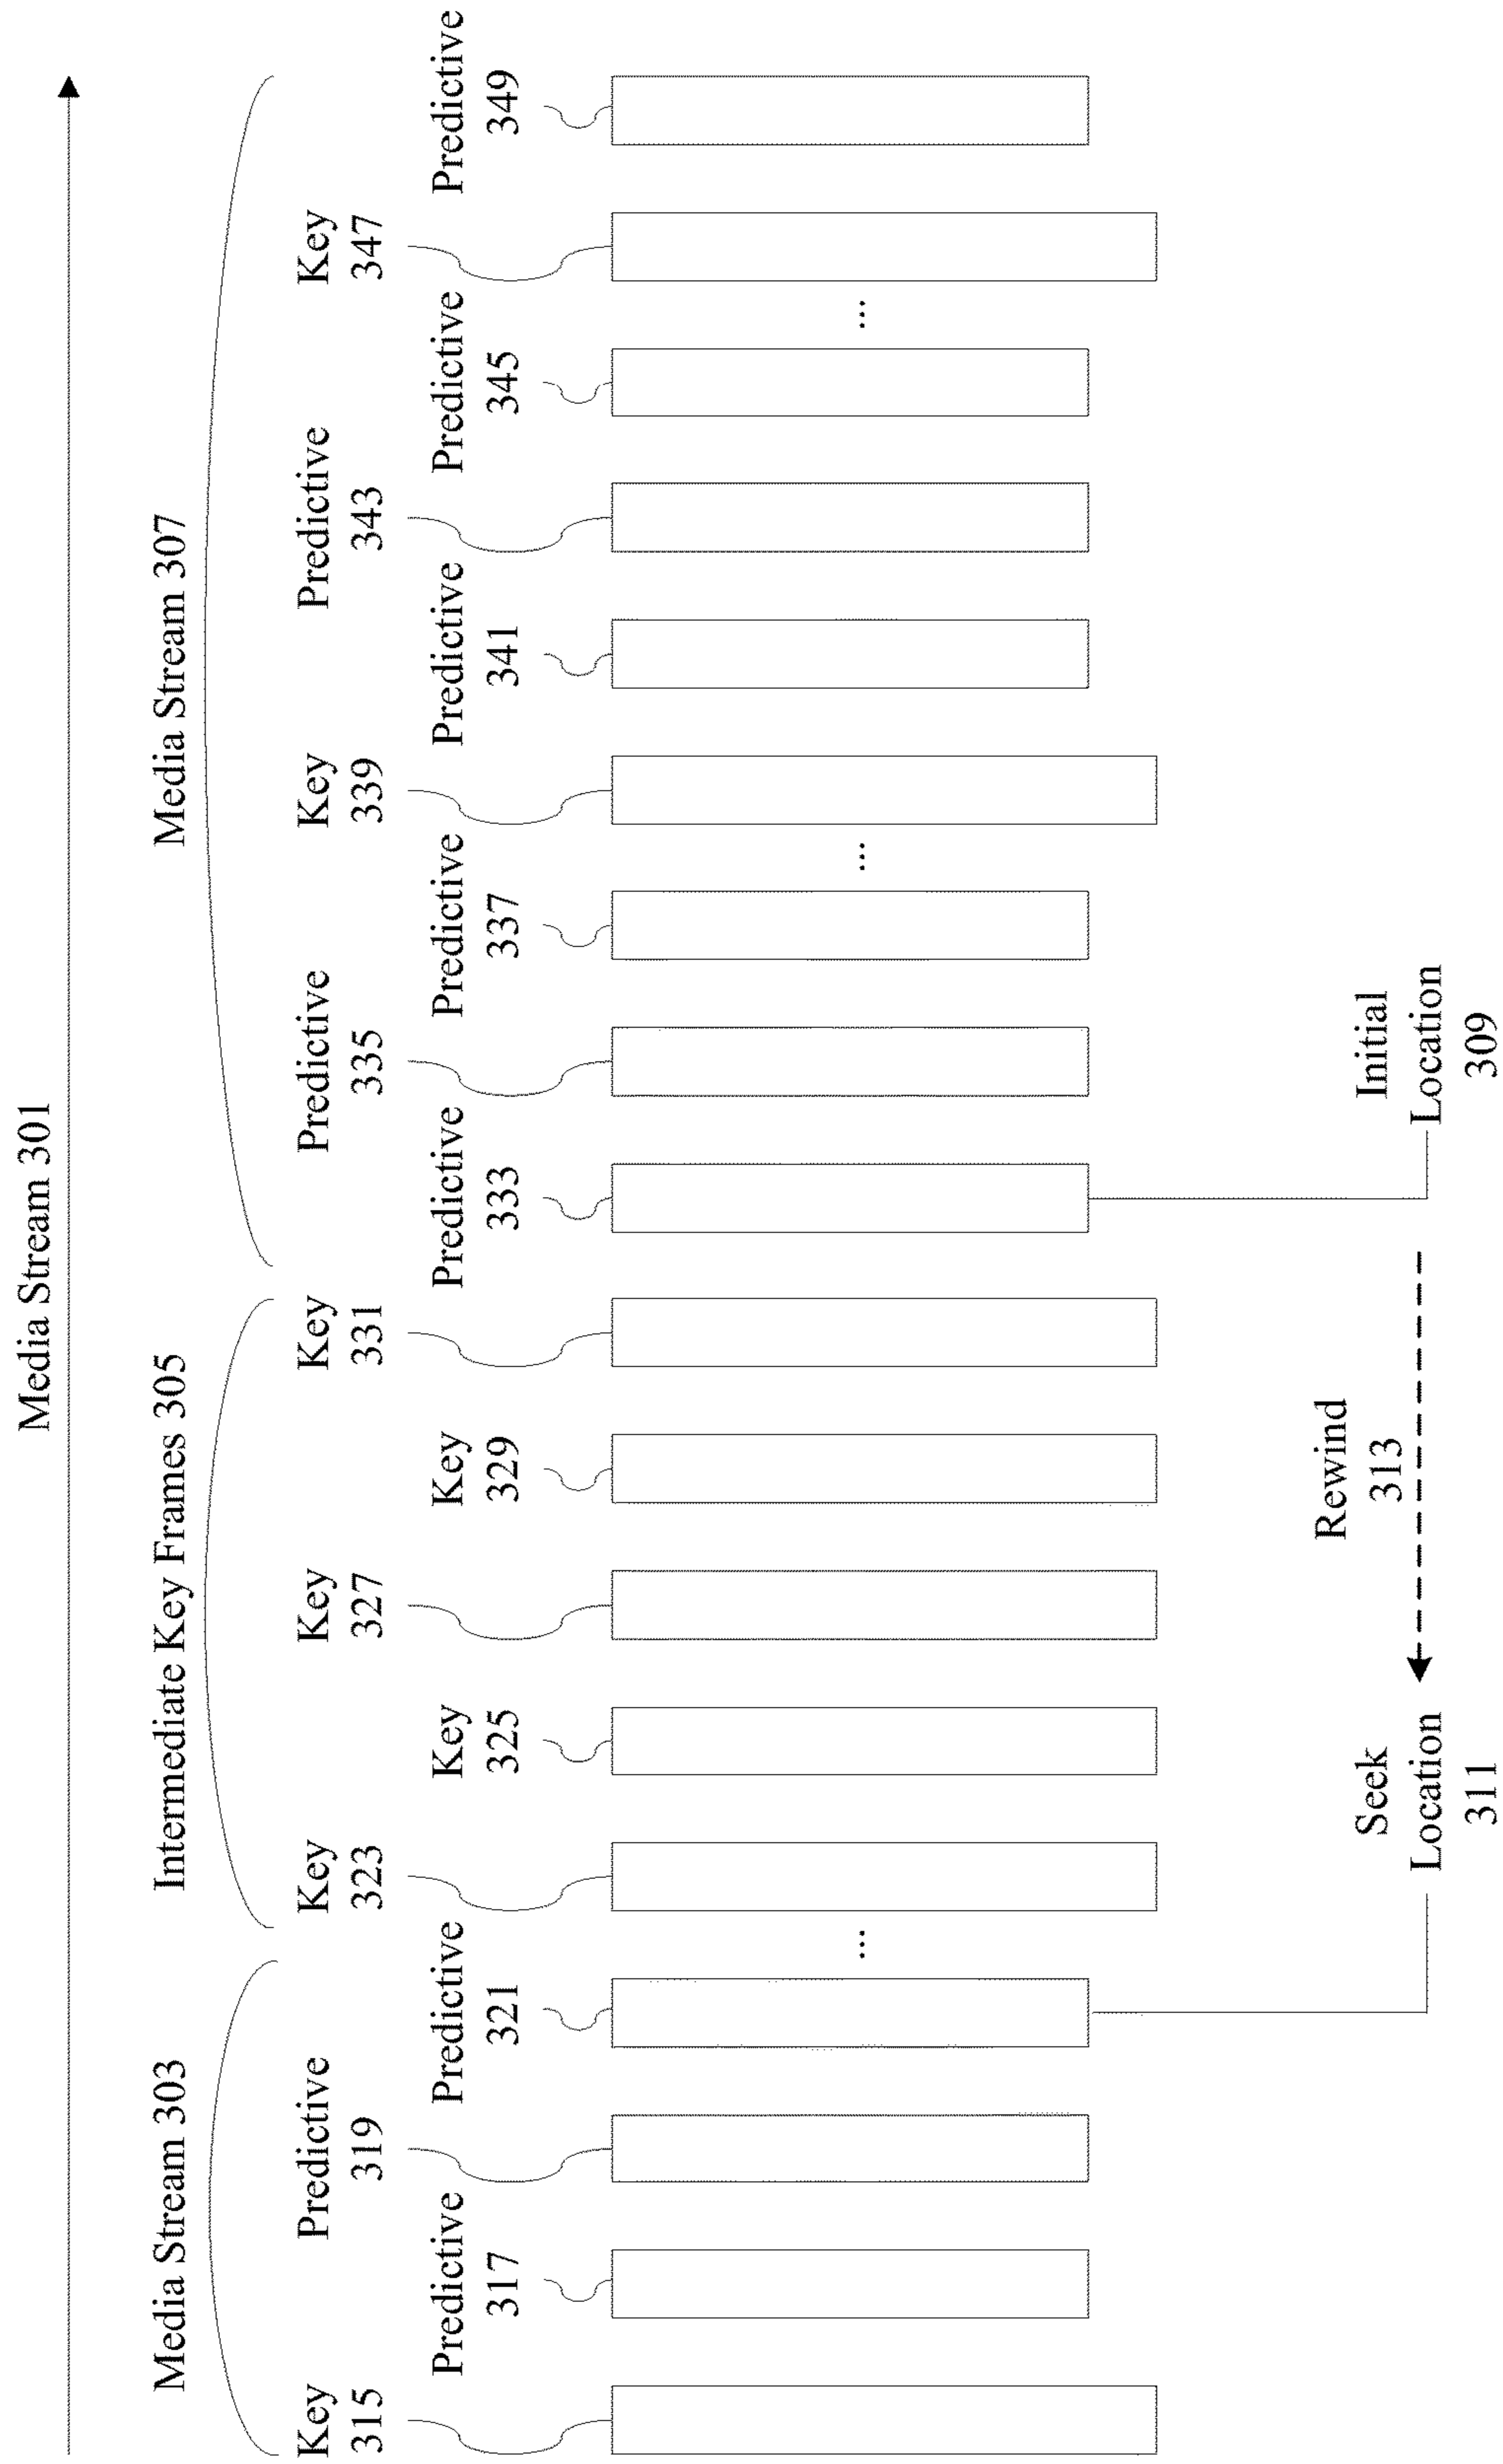 Media Stream 301
Media Stream 303
Intermediate Key Frames 305
Media Stream 307
Key
315
Predictive
317
Predictive
319
Predictive
321
...
Key
323
Key
325
Key
327
Key
329
Key
331
Predictive
333
Predictive
335
Predictive
337
...
Key
339
Predictive
341
Predictive
343
Predictive
345
...
Key
347
Predictive
349
Seek
Location
311
Rewind
313
Initial
Location
309